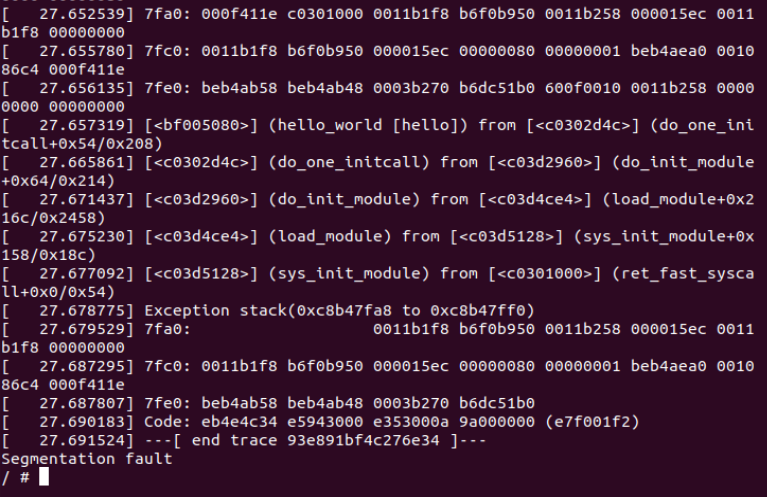 [   27.652539] 7fa0: 000f411e c0301000 0011b1f8 b6f0b950 0011b258 000015ec 0011
b1f8 00000000
[   27.655780] 7fc0: 0011b1f8 b6f0b950 000015ec 00000080 00000001 beb4aea0 0010
86c4 000f411e
[   27.656135] 7fe0: beb4ab58 beb4ab48 0003b270 b6dc51b0 600f0010 0011b258 0000
0000 00000000
[   27.657319] [<bf005080>] (hello_world [hello]) from [<c0302d4c>] (do_one_ini
tcall+0x54/0x208)
[   27.665861] [<c0302d4c>] (do_one_initcall) from [<c03d2960>] (do_init_module
+0x64/0x214)
[   27.671437] [<c03d2960>] (do_init_module) from [<c03d4ce4>] (load_module+0x2
16c/0x2458)
[   27.675230] [<c03d4ce4>] (load_module) from [<c03d5128>] (sys_init_module+0x
158/0x18c)
[   27.677092] [<c03d5128>] (sys_init_module) from [<c0301000>] (ret_fast_sysca
ll+0x0/0x54)
[   27.678775] Exception stack(0xc8b47fa8 to 0xc8b47ff0)
[   27.679529] 7fa0:                   0011b1f8 b6f0b950 0011b258 000015ec 0011
b1f8 00000000
[   27.687295] 7fc0: 0011b1f8 b6f0b950 000015ec 00000080 00000001 beb4aea0 0010
86c4 000f411e
[   27.687807] 7fe0: beb4ab58 beb4ab48 0003b270 b6dc51b0
[   27.690183] Code: eb4e4c34 e5943000 e353000a 9a000000 (e7f001f2)
[   27.691524] ---[ end trace 93e891bf4c276e34 ]---
Segmentation fault
/ #